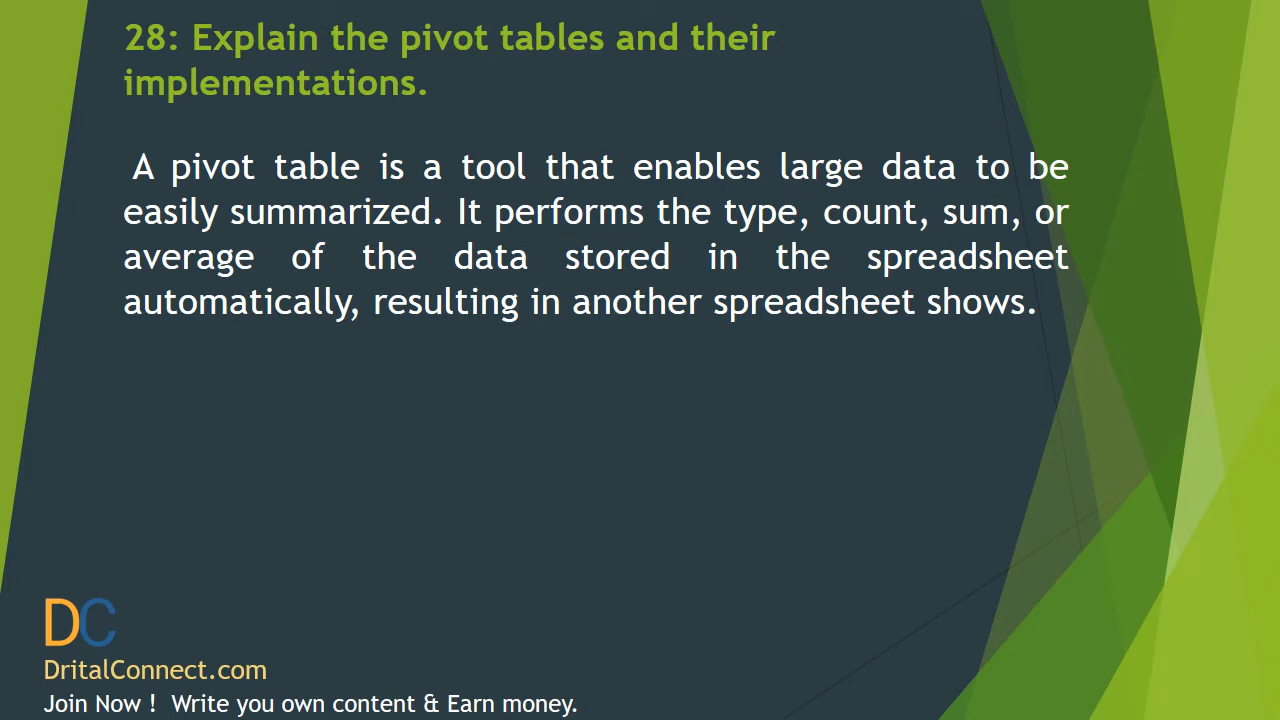 28: Explain the pivot tables and their
implementations.
A pivot table is a tool that enables large data to be
easily summarized. It performs the type, count, sum, or
average of the data stored in the spreadsheet
automatically, resulting in another spreadsheet shows.
DC
DritalConnect.com
Join Now ! Write you own content & Earn money.